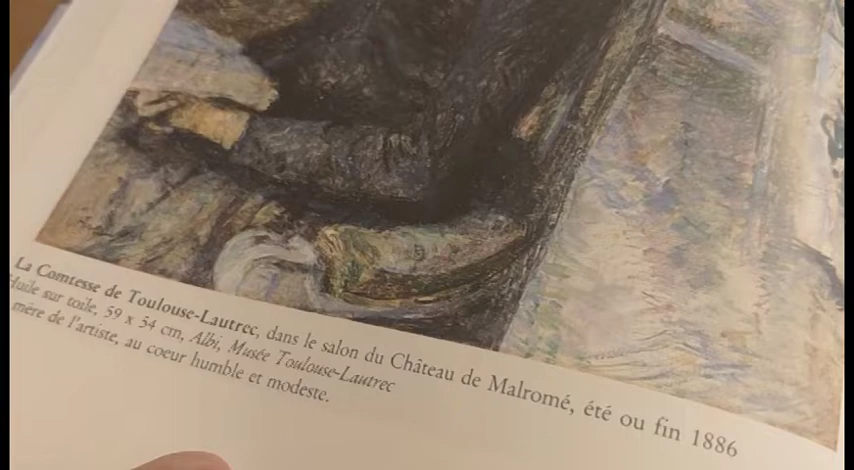 La Comtesse de Toulouse-Lautrec, dans le salon du Château de Malromé, été ou fin 1886
Huile sur toile, 59 x 54 cm, Albi, Musée Toulouse-Lautrec
mère de l'artiste, au coeur humble et modeste.